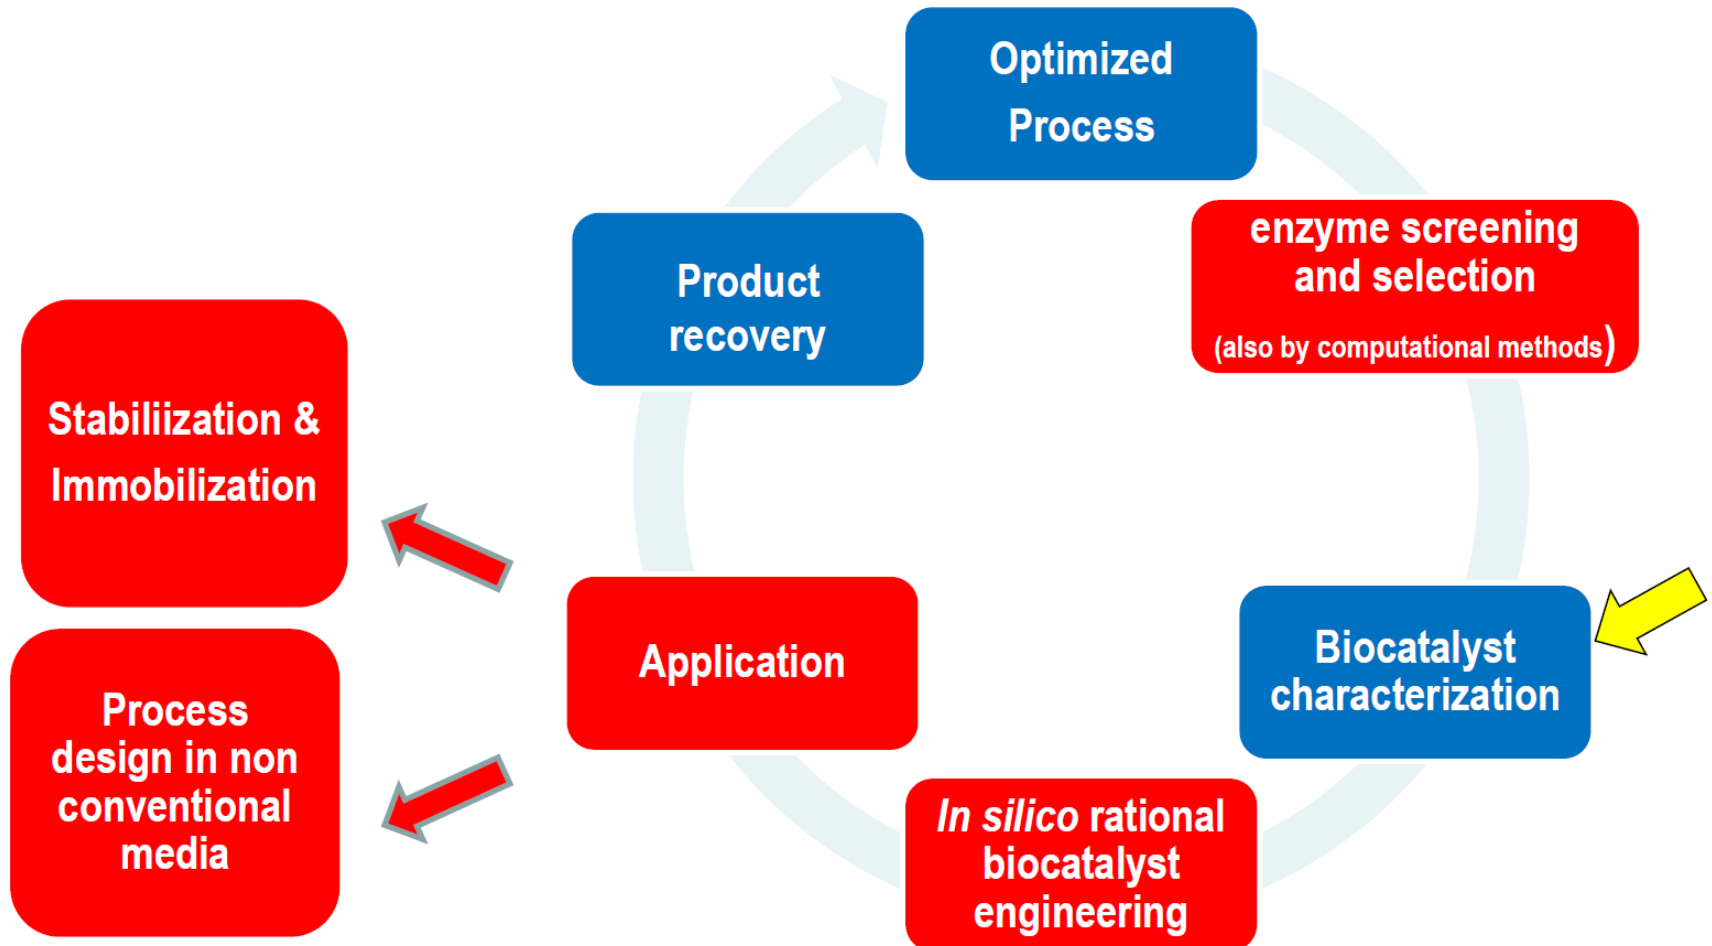 Optimized
Process
enzyme screening
and selection
(also by computational methods)
Product
recovery
Stabiliization &
Immobilization
Application
Biocatalyst
characterization
Process
design in non
conventional
media
In silico rational
biocatalyst
engineering